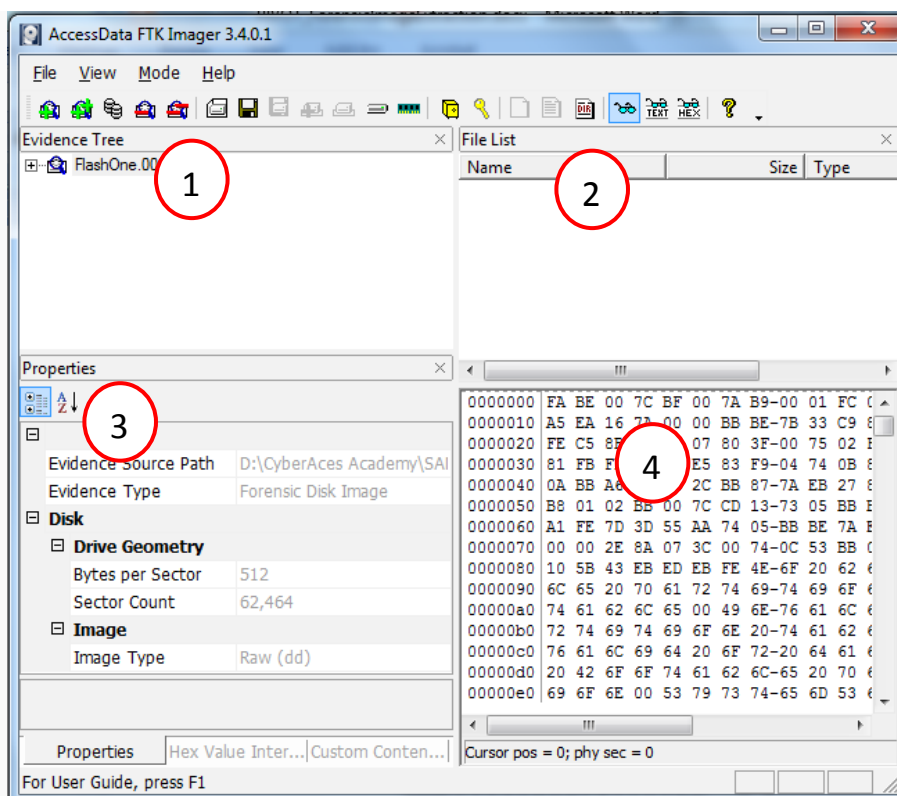 AccessData FTK Imager 3.4.0.1
File View Mode Help
DIR TEXT HEX
Evidence Tree
FlashOne.00
1
File List
Name Size Type
2
Properties
3
Evidence Source Path D:\CyberAces Academy\SAI
Evidence Type Forensic Disk Image
Disk
Drive Geometry
Bytes per Sector 512
Sector Count 62,464
Image
Image Type Raw (dd)
4
0000000 FA BE 00 7C BF 00 7A B9-00 01 FC
0000010 A5 EA 16 7A 00 00 BB BE-7B 33 C9 8
0000020 FE C5 07 80 3F-00 75 02
0000030 81 FB E5 83 F9-04 74 0B 8
0000040 0A BB 2C BB 87-7A EB 27 8
0000050 B8 01 02 BB 00 7C CD 13-73 05 BB
0000060 A1 FE 7D 3D 55 AA 74 05-BB BE 7A
0000070 00 00 2E 8A 07 3C 00 74-0C 53 BB
0000080 10 5B 43 EB ED EB FE 4E-6F 20 62 6
0000090 6C 65 20 70 61 72 74 69-74 69 6F 6
00000a0 74 61 62 6C 65 00 49 6E-76 61 6C 6
00000b0 72 74 69 74 69 6F 6E 20-74 61 62 6
00000c0 76 61 6C 69 64 20 6F 72-20 64 61 6
00000d0 20 42 6F 6F 74 61 62 6C-65 20 70 6
00000e0 69 6F 6E 00 53 79 73 74-65 6D 53 6
Properties Hex Value Inter... Custom Conten...
Cursor pos = 0; phy sec = 0
For User Guide, press F1